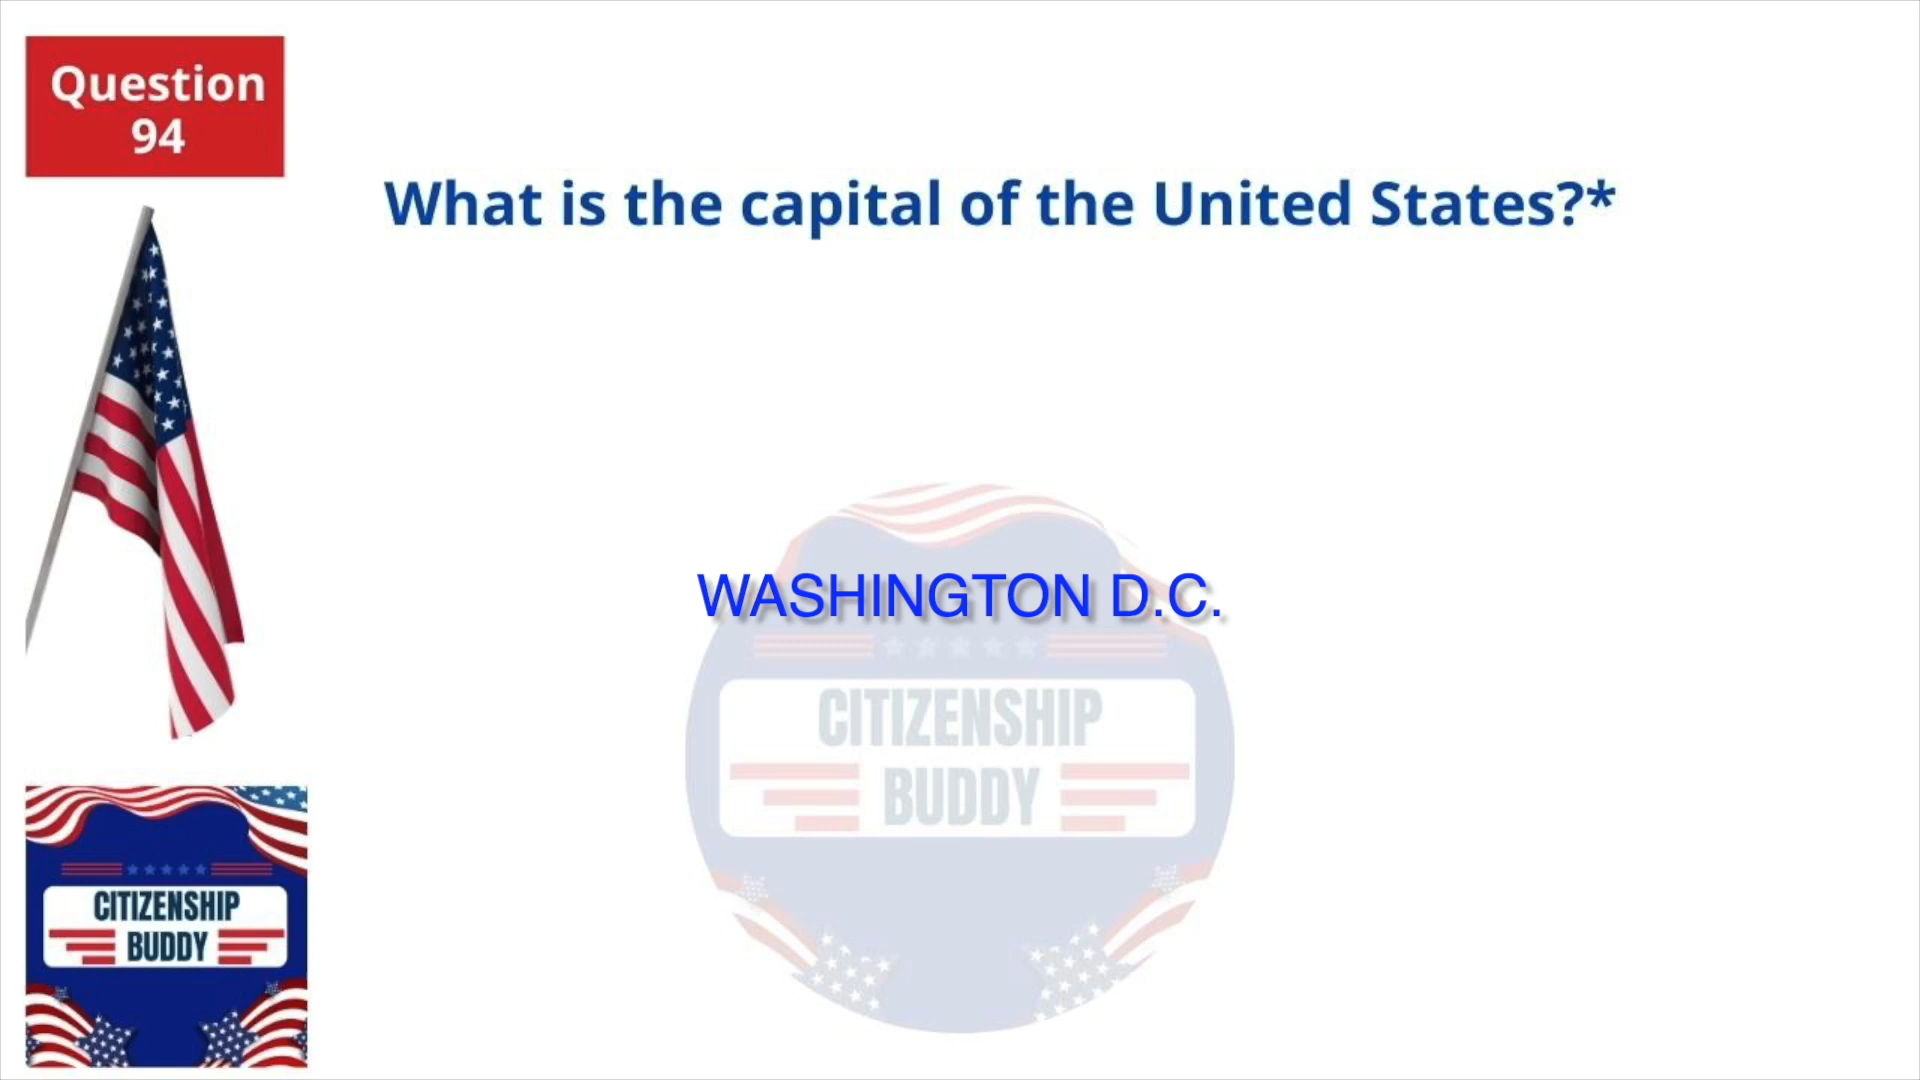 Question
94
What is the capital of the United States?*
WASHINGTON D.C.
CITIZENSHIP
BUDDY
CITIZENSHIP
BUDDY